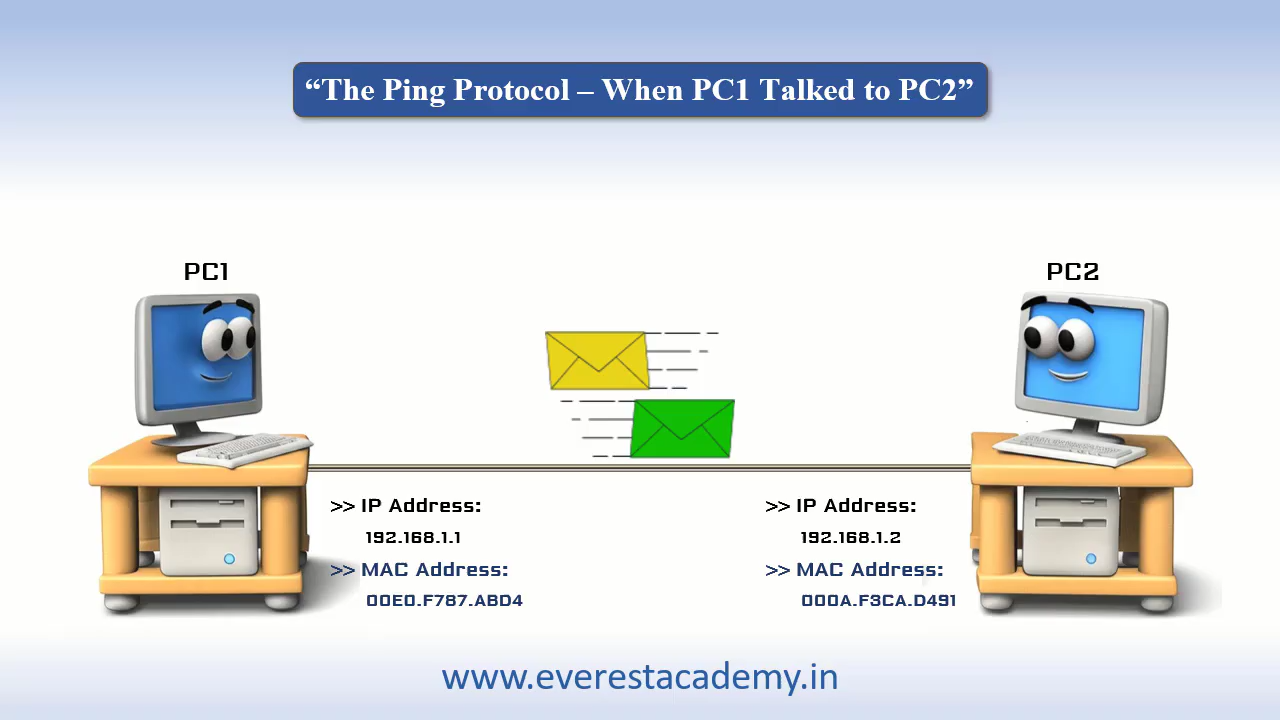 “The Ping Protocol – When PC1 Talked to PC2”
PC1
PC2
>> IP Address:
192.168.1.1
>> MAC Address:
00E0.F787.ABD4
>> IP Address:
192.168.1.2
>> MAC Address:
000A.F3CA.D491
www.everestacademy.in